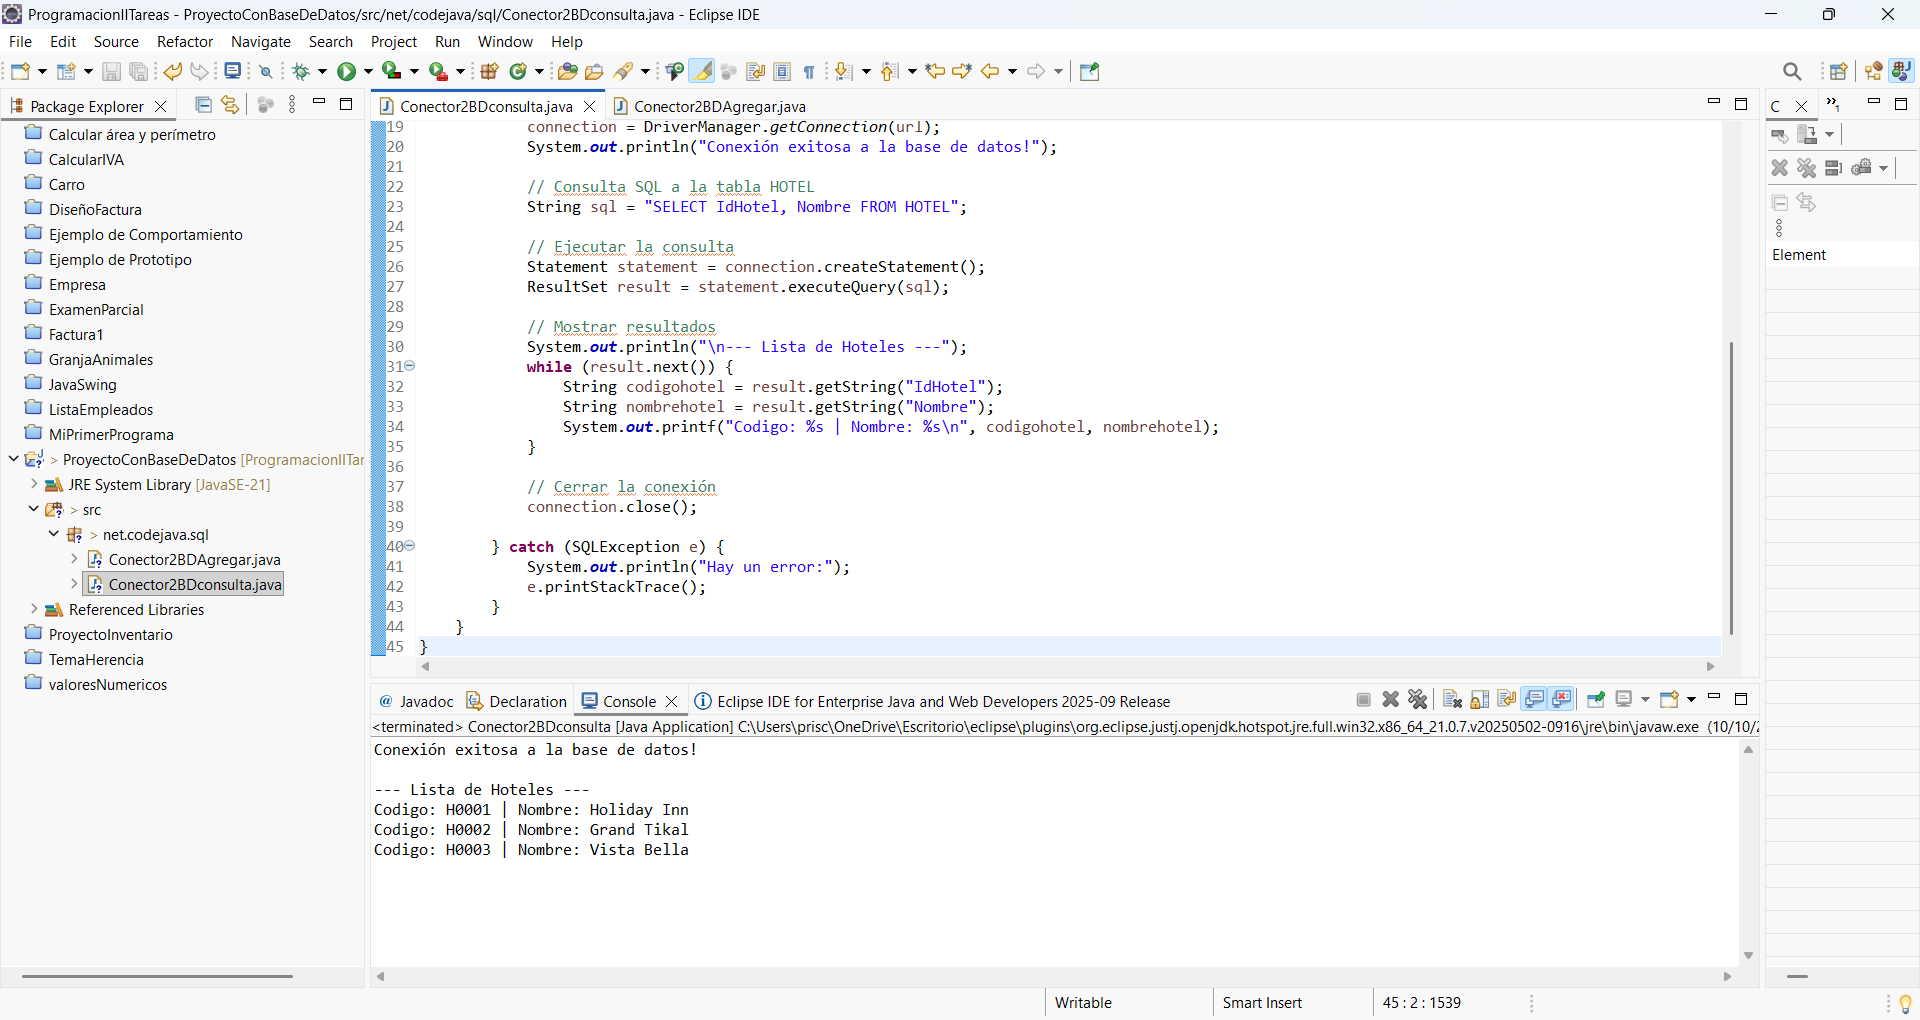 ProgramacionIITareas - ProyectoConBaseDeDatos/src/net/codejava/sql/Conector2BDconsulta.java - Eclipse IDE
File Edit Source Refactor Navigate Search Project Run Window Help
Package Explorer
Calcular área y perímetro
CalcularIVA
Carro
DiseñoFactura
Ejemplo de Comportamiento
Ejemplo de Prototipo
Empresa
ExamenParcial
Factura1
GranjaAnimales
JavaSwing
ListaEmpleados
MiPrimerPrograma
> ProyectoConBaseDeDatos [ProgramacionIITar
JRE System Library [JavaSE-21]
> src
> net.codejava.sql
Conector2BDAgregar.java
Conector2BDconsulta.java
Referenced Libraries
ProyectoInventario
TemaHerencia
valoresNumericos
Conector2BDconsulta.java Conector2BDAgregar.java
19 connection = DriverManager.getConnection(url);
20 System.out.println("Conexión exitosa a la base de datos!");
21
22 // Consulta SQL a la tabla HOTEL
23 String sql = "SELECT IdHotel, Nombre FROM HOTEL";
24
25 // Ejecutar la consulta
26 Statement statement = connection.createStatement();
27 ResultSet result = statement.executeQuery(sql);
28
29 // Mostrar resultados
30 System.out.println("\n--- Lista de Hoteles ---");
31 while (result.next()) {
32 String codigohotel = result.getString("IdHotel");
33 String nombrehotel = result.getString("Nombre");
34 System.out.printf("Codigo: %s | Nombre: %s\n", codigohotel, nombrehotel);
35 }
36
37 // Cerrar la conexión
38 connection.close();
39
40 } catch (SQLException e) {
41 System.out.println("Hay un error:");
42 e.printStackTrace();
43 }
44 }
45 }
C
»1
Element
@ Javadoc Declaration Console Eclipse IDE for Enterprise Java and Web Developers 2025-09 Release
<terminated> Conector2BDconsulta [Java Application] C:\Users\prisc\OneDrive\Escritorio\eclipse\plugins\org.eclipse.justj.openjdk.hotspot.jre.full.win32.x86_64_21.0.7.v20250502-0916\jre\bin\javaw.exe (10/10/2
Conexión exitosa a la base de datos!
--- Lista de Hoteles ---
Codigo: H0001 | Nombre: Holiday Inn
Codigo: H0002 | Nombre: Grand Tikal
Codigo: H0003 | Nombre: Vista Bella
Writable Smart Insert 45 : 2 : 1539